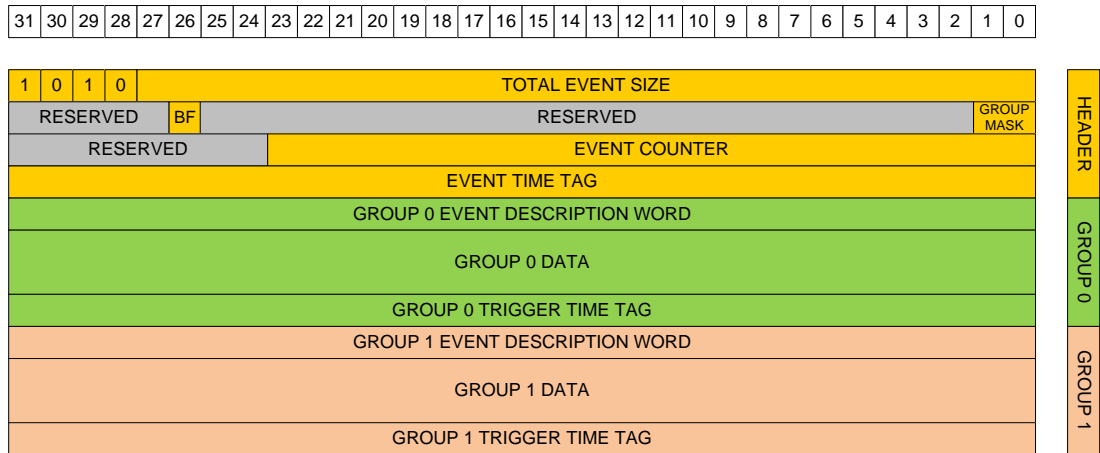 31 30 29 28 27 26 25 24 23 22 21 20 19 18 17 16 15 14 13 12 11 10 9 8 7 6 5 4 3 2 1 0
1 0 1 0 TOTAL EVENT SIZE
RESERVED BF RESERVED GROUP
MASK
RESERVED EVENT COUNTER
EVENT TIME TAG
HEADER
GROUP 0 EVENT DESCRIPTION WORD
GROUP 0 DATA
GROUP 0 TRIGGER TIME TAG
GROUP 0
GROUP 1 EVENT DESCRIPTION WORD
GROUP 1 DATA
GROUP 1 TRIGGER TIME TAG
GROUP 1